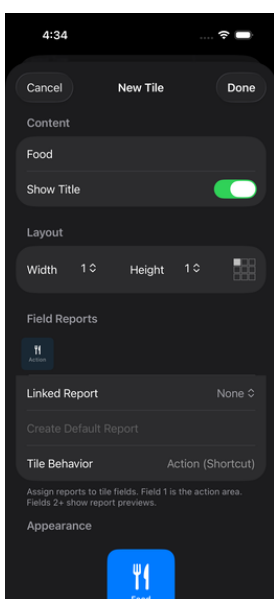 4:34
Cancel
New Tile
Done
Content
Food
Show Title
Layout
Width 1 Height 1
Field Reports
Action
Linked Report None
Create Default Report
Tile Behavior Action (Shortcut)
Assign reports to tile fields. Field 1 is the action area.
Fields 2+ show report previews.
Appearance
Food